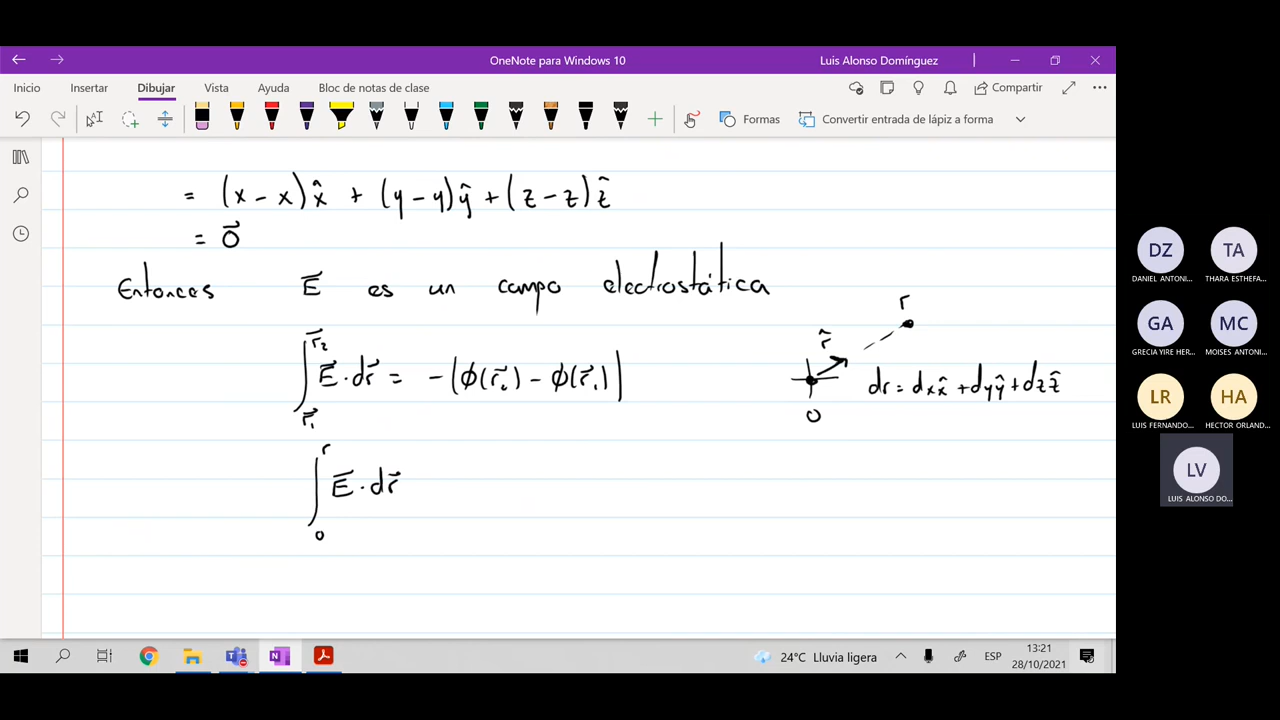 OneNote para Windows 10
Luis Alonso Domínguez
Inicio Insertar Dibujar Vista Ayuda Bloc de notas de clase Compartir
Formas Convertir entrada de lápiz a forma
= (x - x) x̂ + (y - y) ŷ + (z - z) ẑ
= 0⃗
Entonces E⃗ es un campo electrostática
∫_{r⃗₁}^{r⃗₂} E⃗ · dr⃗ = - (ϕ(r⃗₂) - ϕ(r⃗₁))
r
r̂
dr = dx x̂ + dy ŷ + dz ẑ
0
∫_0^r E⃗ · dr⃗
DZ TA
DANIEL ANTONI... THARA ESTHEFA...
GA MC
GRECIA YIRE HER... MOISES ANTONI...
LR HA
LUIS FERNANDO... HECTOR ORLAND...
LV
LUIS ALONSO DO...
24°C Lluvia ligera ESP 13:21
28/10/2021